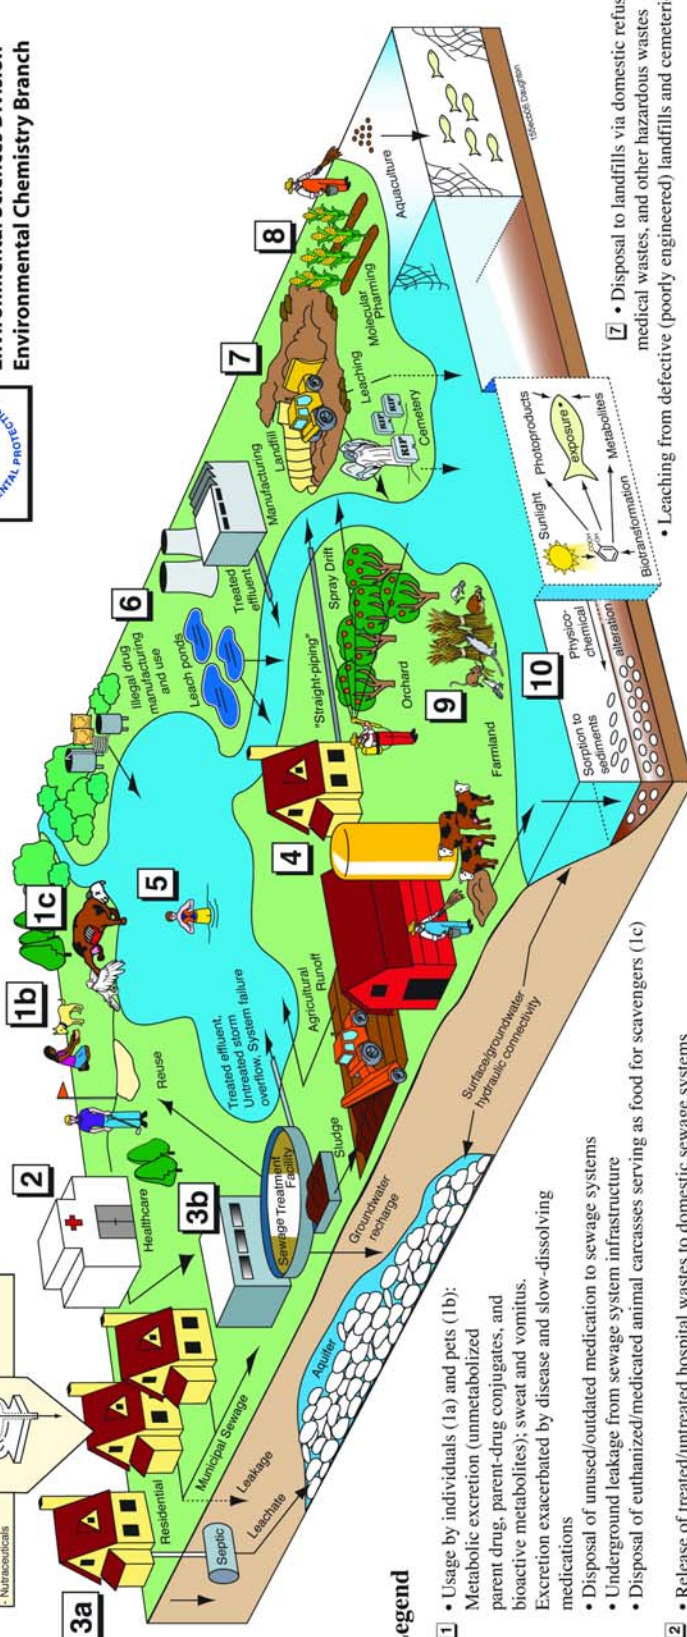 Environmental Chemistry Branch
• Nutraceuticals
3a
Residential
Septic
Leachate
Leakage
Municipal Sewage
2
Healthcare
3b
Sewage Treatment
Facility
Sludge
Groundwater
recharge
Aquifer
Reuse
1b
1c
Treated effluent,
Untreated storm
overflow. System failure
Agricultural
Runoff
Surface/groundwater
hydraulic connectivity
5
4
Illegal drug
manufacture
and use
Leach ponds
6
Treated
effluent
Manufacturing
"Straight-piping"
Spray Drift
Orchard
9
Farmland
10
7
Landfill
Leaching
RIP
RIP
RIP
Cemetery
8
Molecular
Pharming
Aquaculture
Sorption to
sediments
Physico-
chemical
alteration
Sunlight
Photoproducts
exposure
Metabolites
Biotransformation
Legend
1 • Usage by individuals (1a) and pets (1b):
Metabolic excretion (unmetabolized
parent drug, parent-drug conjugates, and
bioactive metabolites); sweat and vomitus.
Excretion exacerbated by disease and slow-dissolving
medications
• Disposal of unused/outdated medication to sewage systems
• Underground leakage from sewage system infrastructure
• Disposal of euthanized/medicated animal carcasses serving as food for scavengers (1c)
2 • Release of treated/untreated hospital wastes to domestic sewage systems
7 • Disposal to landfills via domestic refus
medical wastes, and other hazardous wastes
• Leaching from defective (poorly engineered) landfills and cemeteri